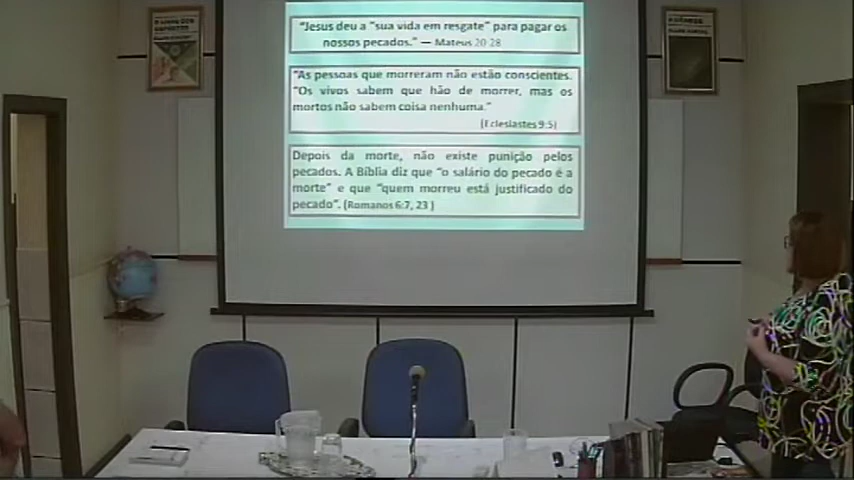 "Jesus deu a "sua vida em resgate" para pagar os
nossos pecados." — Mateus 20 28
"As pessoas que morreram não estão conscientes.
"Os vivos sabem que hão de morrer, mas os
mortos não sabem coisa nenhuma."
(Eclesiastes 9:5)
Depois da morte, não existe punição pelos
pecados. A Bíblia diz que "o salário do pecado é a
morte" e que "quem morreu está justificado do
pecado". (Romanos 6:7, 23 )